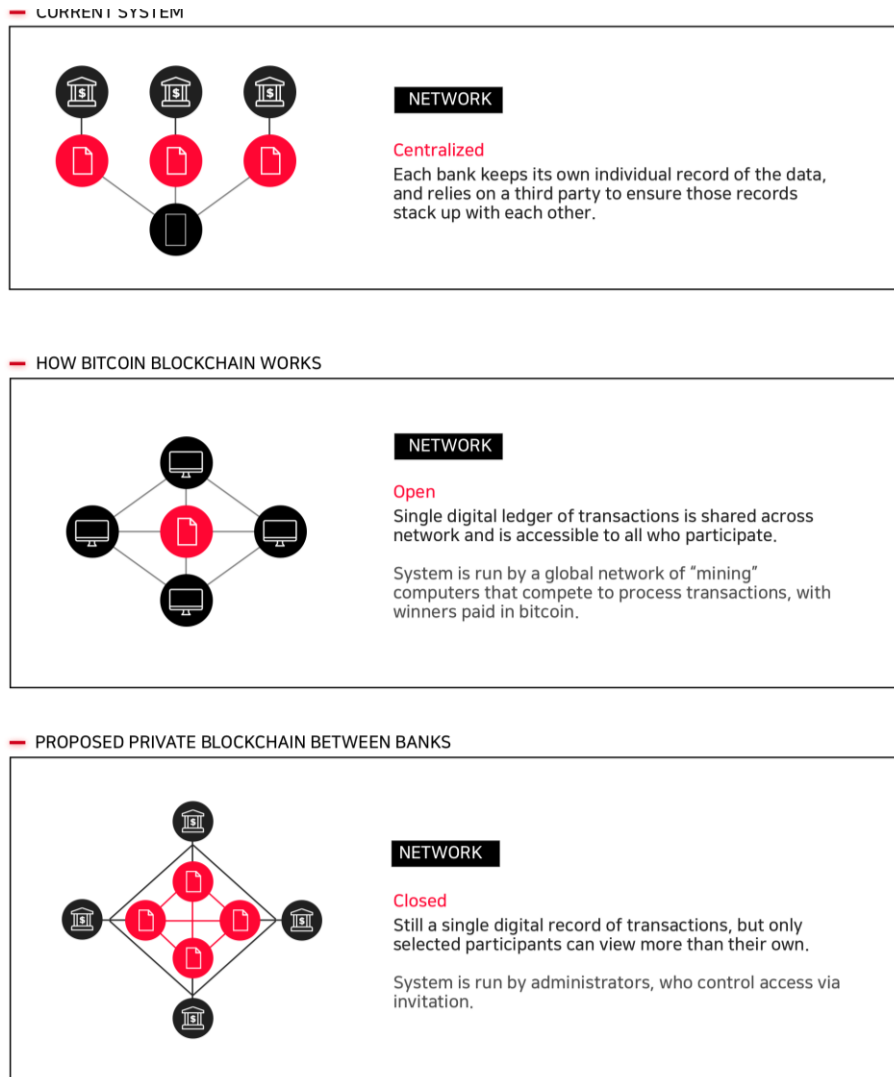 CURRENT SYSTEM
NETWORK
Centralized
Each bank keeps its own individual record of the data,
and relies on a third party to ensure those records
stack up with each other.
HOW BITCOIN BLOCKCHAIN WORKS
NETWORK
Open
Single digital ledger of transactions is shared across
network and is accessible to all who participate.
System is run by a global network of “mining”
computers that compete to process transactions, with
winners paid in bitcoin.
PROPOSED PRIVATE BLOCKCHAIN BETWEEN BANKS
NETWORK
Closed
Still a single digital record of transactions, but only
selected participants can view more than their own.
System is run by administrators, who control access via
invitation.